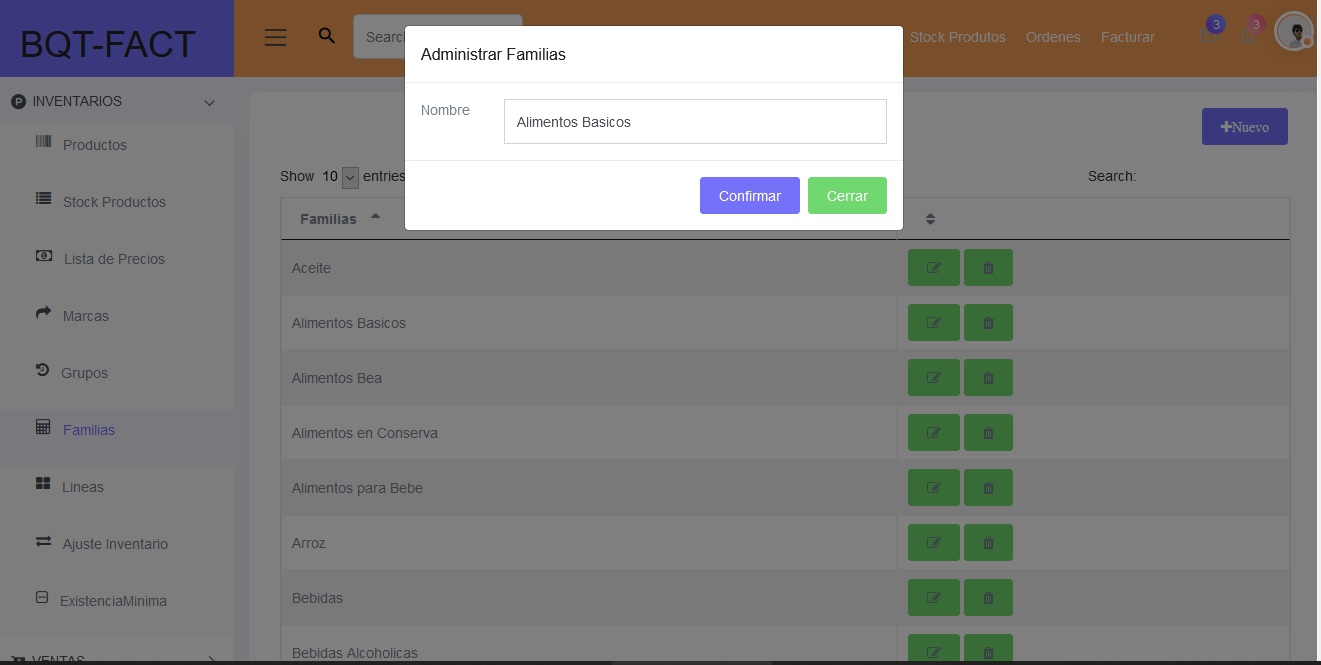 BQT-FACT
Stock Produtos Ordenes Facturar 3 3
INVENTARIOS
Productos
Stock Productos
Lista de Precios
Marcas
Grupos
Familias
Lineas
Ajuste Inventario
ExistenciaMinima
VENTAS
Administrar Familias
Nombre Alimentos Basicos
Confirmar Cerrar
Nuevo
Show 10 entries
Search:
Familias
Aceite
Alimentos Basicos
Alimentos Bea
Alimentos en Conserva
Alimentos para Bebe
Arroz
Bebidas
Bebidas Alcoholicas